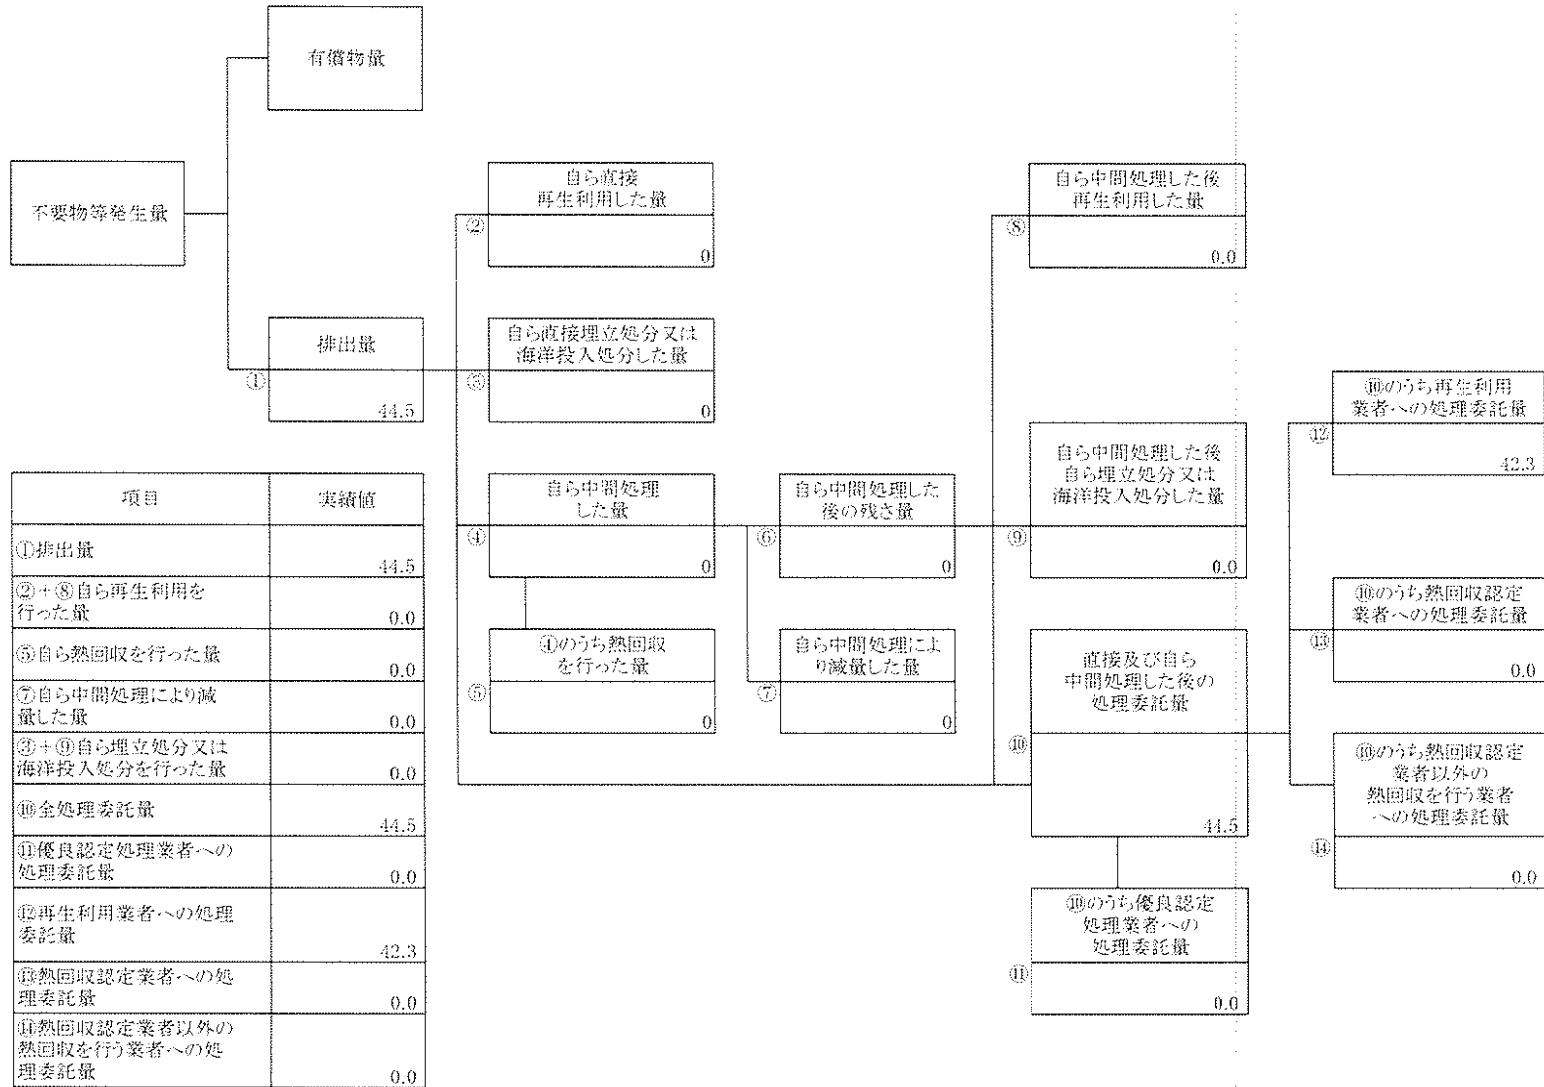 有償物量
不要物等発生量
排出量
①
44.5
自ら直接
再生利用した量
②
0
自ら直接埋立処分又は
海洋投入処分した量
③
0
自ら中間処理
した量
④
0
④のうち熱回収
を行った量
⑤
0
自ら中間処理した
後の残さ量
⑥
0
自ら中間処理によ
り減量した量
⑦
0
自ら中間処理した後
再生利用した量
⑧
0.0
自ら中間処理した後
自ら埋立処分又は
海洋投入処分した量
⑨
0.0
直接及び自ら
中間処理した後の
処理委託量
⑩
44.5
⑩のうち優良認定
処理業者への
処理委託量
⑪
0.0
⑩のうち再生利用
業者への処理委託量
⑫
42.3
⑩のうち熱回収認定
業者への処理委託量
⑬
0.0
⑩のうち熱回収認定
業者以外の
熱回収を行う業者
への処理委託量
⑭
0.0
項目 実績値
①排出量 44.5
②+⑧自ら再生利用を
行った量 0.0
⑤自ら熱回収を行った量 0.0
⑦自ら中間処理により減
量した量 0.0
③+⑨自ら埋立処分又は
海洋投入処分を行った量 0.0
⑩全処理委託量 44.5
⑪優良認定処理業者への
処理委託量 0.0
⑫再生利用業者への処理
委託量 42.3
⑬熱回収認定業者への処
理委託量 0.0
⑭熱回収認定業者以外の
熱回収を行う業者への処
理委託量 0.0